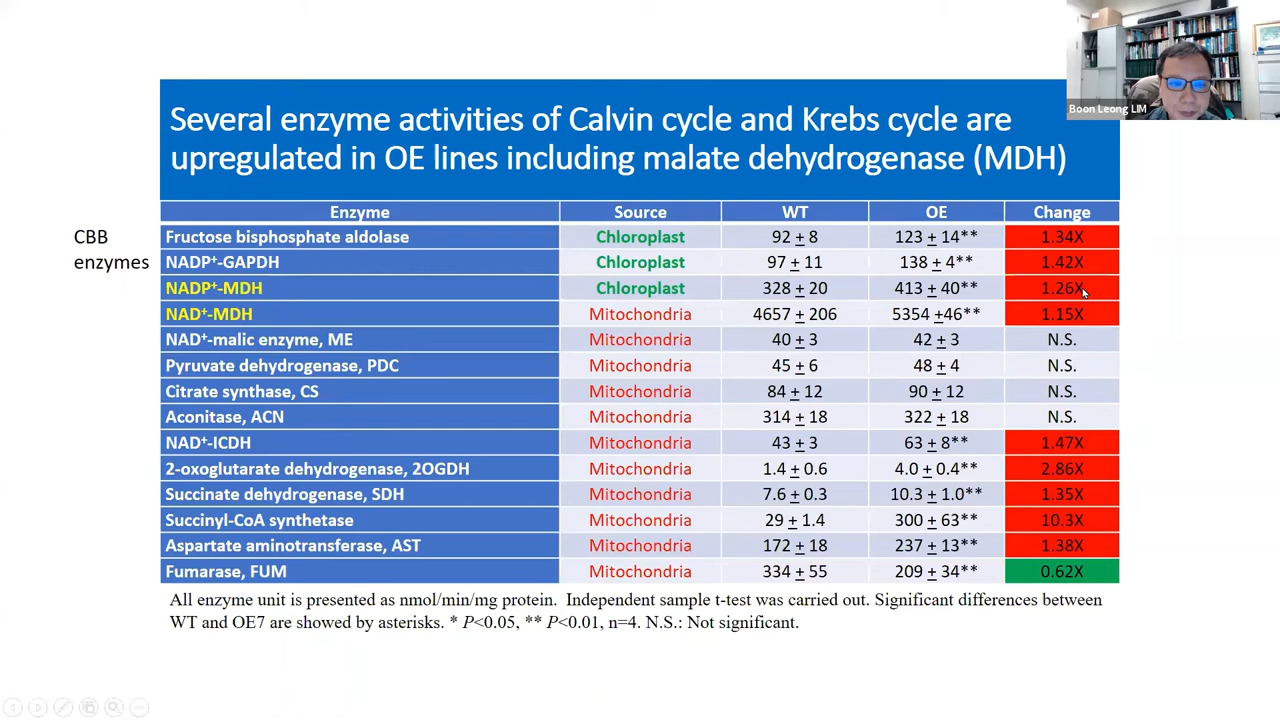 Boon Leong LIM
Several enzyme activities of Calvin cycle and Krebs cycle are
upregulated in OE lines including malate dehydrogenase (MDH)
Enzyme Source WT OE Change
CBB
enzymes
Fructose bisphosphate aldolase Chloroplast 92 ± 8 123 ± 14** 1.34X
NADP⁺-GAPDH Chloroplast 97 ± 11 138 ± 4** 1.42X
NADP⁺-MDH Chloroplast 328 ± 20 413 ± 40** 1.26X
NAD⁺-MDH Mitochondria 4657 ± 206 5354 ±46** 1.15X
NAD⁺-malic enzyme, ME Mitochondria 40 ± 3 42 ± 3 N.S.
Pyruvate dehydrogenase, PDC Mitochondria 45 ± 6 48 ± 4 N.S.
Citrate synthase, CS Mitochondria 84 ± 12 90 ± 12 N.S.
Aconitase, ACN Mitochondria 314 ± 18 322 ± 18 N.S.
NAD⁺-ICDH Mitochondria 43 ± 3 63 ± 8** 1.47X
2-oxoglutarate dehydrogenase, 2OGDH Mitochondria 1.4 ± 0.6 4.0 ± 0.4** 2.86X
Succinate dehydrogenase, SDH Mitochondria 7.6 ± 0.3 10.3 ± 1.0** 1.35X
Succinyl-CoA synthetase Mitochondria 29 ± 1.4 300 ± 63** 10.3X
Aspartate aminotransferase, AST Mitochondria 172 ± 18 237 ± 13** 1.38X
Fumarase, FUM Mitochondria 334 ± 55 209 ± 34** 0.62X
All enzyme unit is presented as nmol/min/mg protein. Independent sample t-test was carried out. Significant differences between
WT and OE7 are showed by asterisks. * P<0.05, ** P<0.01, n=4. N.S.: Not significant.